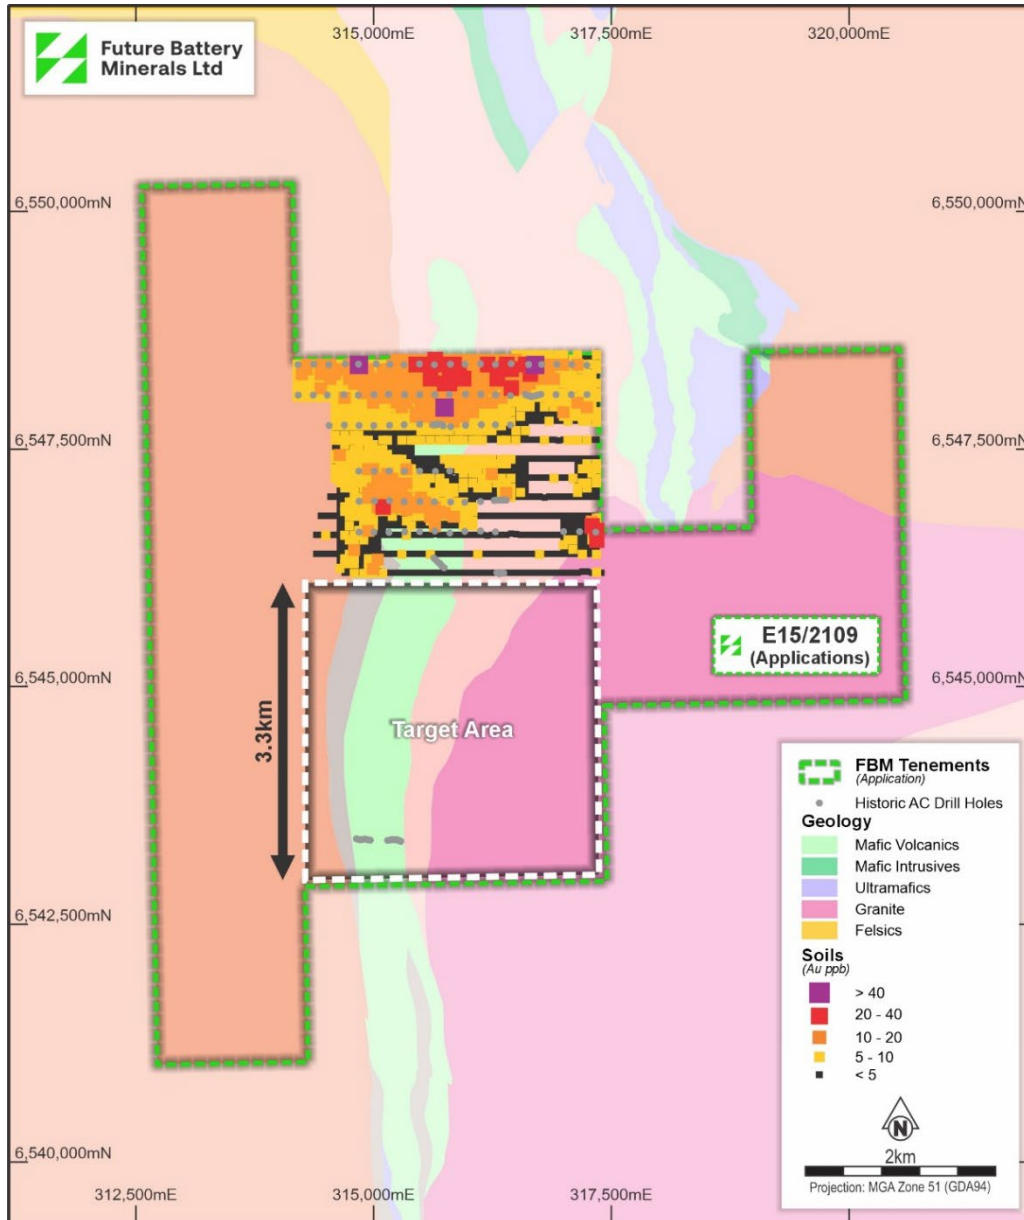 Future Battery
Minerals Ltd
315,000mE
317,500mE
320,000mE
6,550,000mN
6,550,000mN
6,547,500mN
6,547,500mN
E15/2109
(Applications)
6,545,000mN
6,545,000mN
3.3km
Target Area
6,542,500mN
6,540,000mN
312,500mE
315,000mE
317,500mE
FBM Tenements
(Application)
Historic AC Drill Holes
Geology
Mafic Volcanics
Mafic Intrusives
Ultramafics
Granite
Felsics
Soils
(Au ppb)
> 40
20 - 40
10 - 20
5 - 10
< 5
N
2km
Projection: MGA Zone 51 (GDA94)